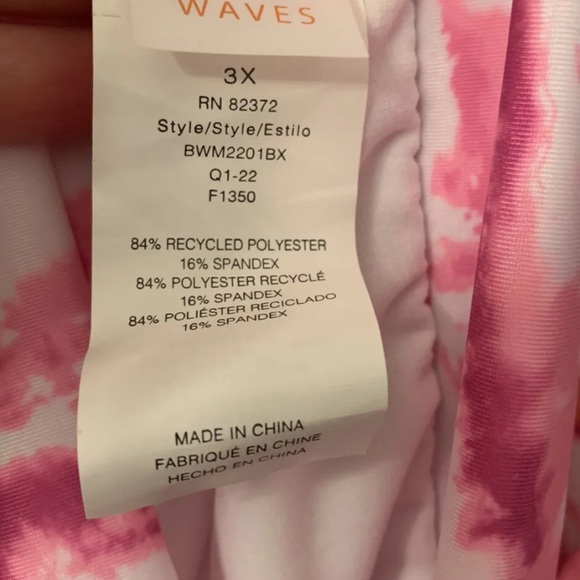 WAVES
3X
RN 82372
Style/Style/Estilo
BWM2201BX
Q1-22
F1350
84% RECYCLED POLYESTER
16% SPANDEX
84% POLYESTER RECYCLÉ
16% SPANDEX
84% POLIÉSTER RECICLADO
16% SPANDEX
MADE IN CHINA
FABRIQUÉ EN CHINE
HECHO EN CHINA